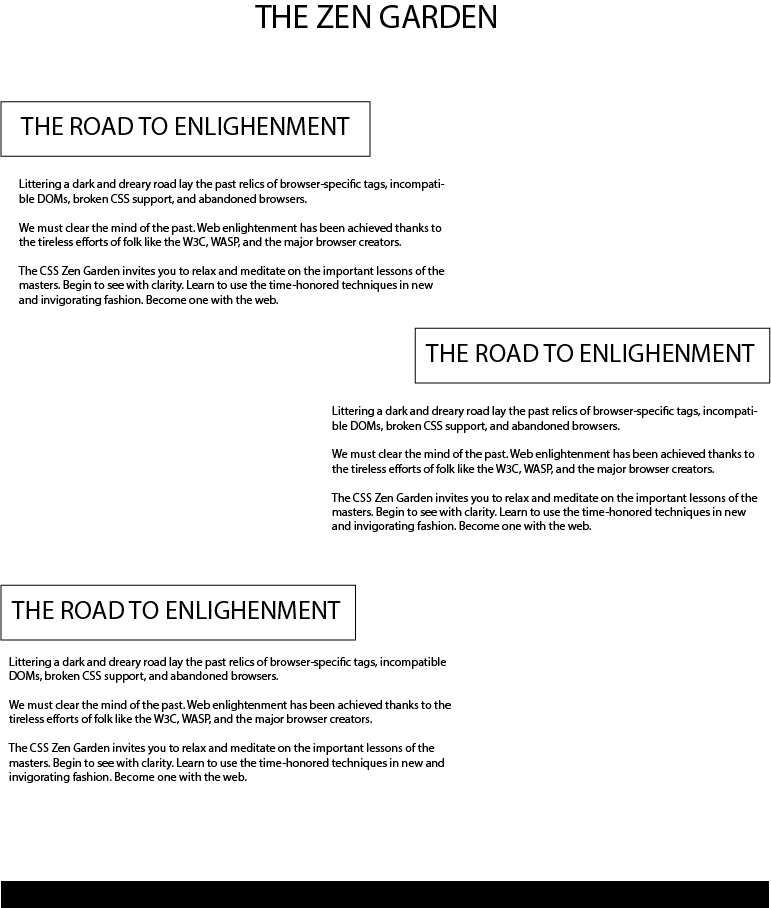 THE ZEN GARDEN
THE ROAD TO ENLIGHENMENT
Littering a dark and dreary road lay the past relics of browser-specific tags, incompati-
ble DOMs, broken CSS support, and abandoned browsers.
We must clear the mind of the past. Web enlightenment has been achieved thanks to
the tireless efforts of folk like the W3C, WASP, and the major browser creators.
The CSS Zen Garden invites you to relax and meditate on the important lessons of the
masters. Begin to see with clarity. Learn to use the time-honored techniques in new
and invigorating fashion. Become one with the web.
THE ROAD TO ENLIGHENMENT
Littering a dark and dreary road lay the past relics of browser-specific tags, incompati-
ble DOMs, broken CSS support, and abandoned browsers.
We must clear the mind of the past. Web enlightenment has been achieved thanks to
the tireless efforts of folk like the W3C, WASP, and the major browser creators.
The CSS Zen Garden invites you to relax and meditate on the important lessons of the
masters. Begin to see with clarity. Learn to use the time-honored techniques in new
and invigorating fashion. Become one with the web.
THE ROAD TO ENLIGHENMENT
Littering a dark and dreary road lay the past relics of browser-specific tags, incompatible
DOMs, broken CSS support, and abandoned browsers.
We must clear the mind of the past. Web enlightenment has been achieved thanks to the
tireless efforts of folk like the W3C, WASP, and the major browser creators.
The CSS Zen Garden invites you to relax and meditate on the important lessons of the
masters. Begin to see with clarity. Learn to use the time-honored techniques in new and
invigorating fashion. Become one with the web.